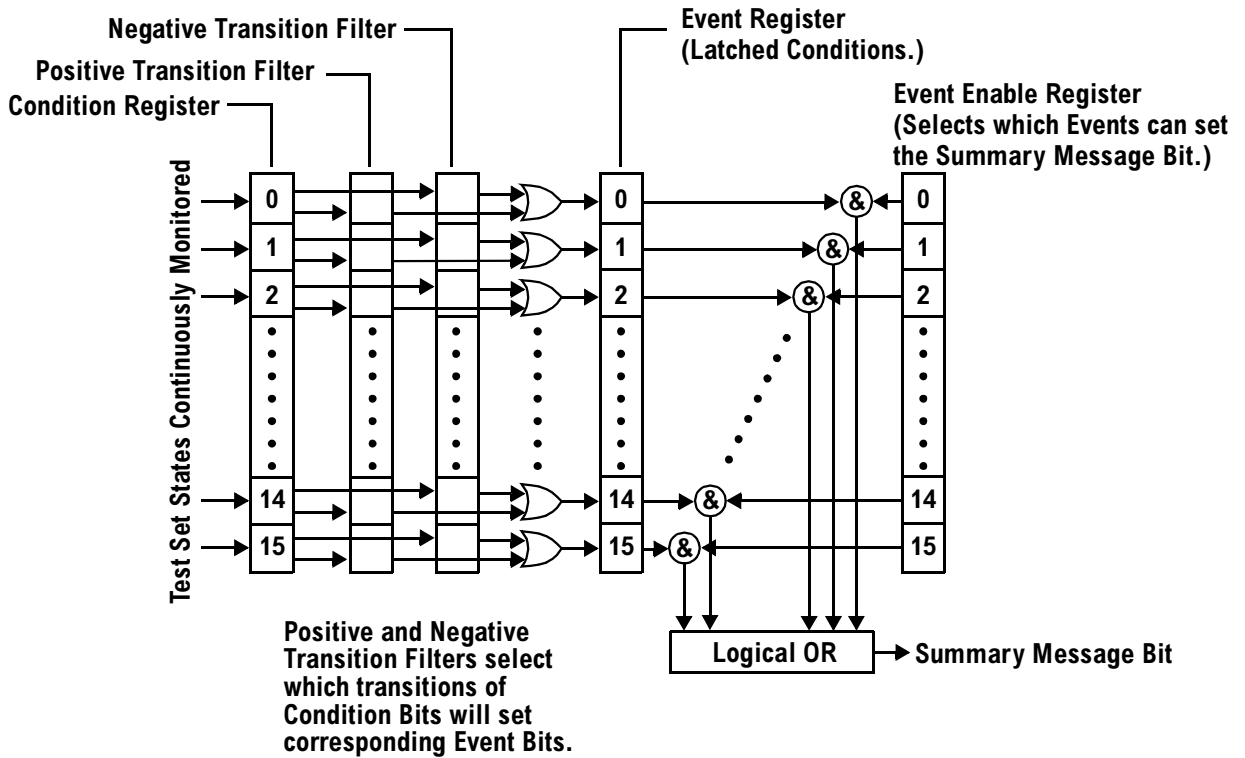 Negative Transition Filter
Positive Transition Filter
Condition Register
Event Register
(Latched Conditions.)
Event Enable Register
(Selects which Events can set
the Summary Message Bit.)
Test Set States Continuously Monitored
0 0 & 0
1 1 & 1
2 2 & 2
14 14 & 14
15 15 & 15
Positive and Negative
Transition Filters select
which transitions of
Condition Bits will set
corresponding Event Bits.
Logical OR
Summary Message Bit